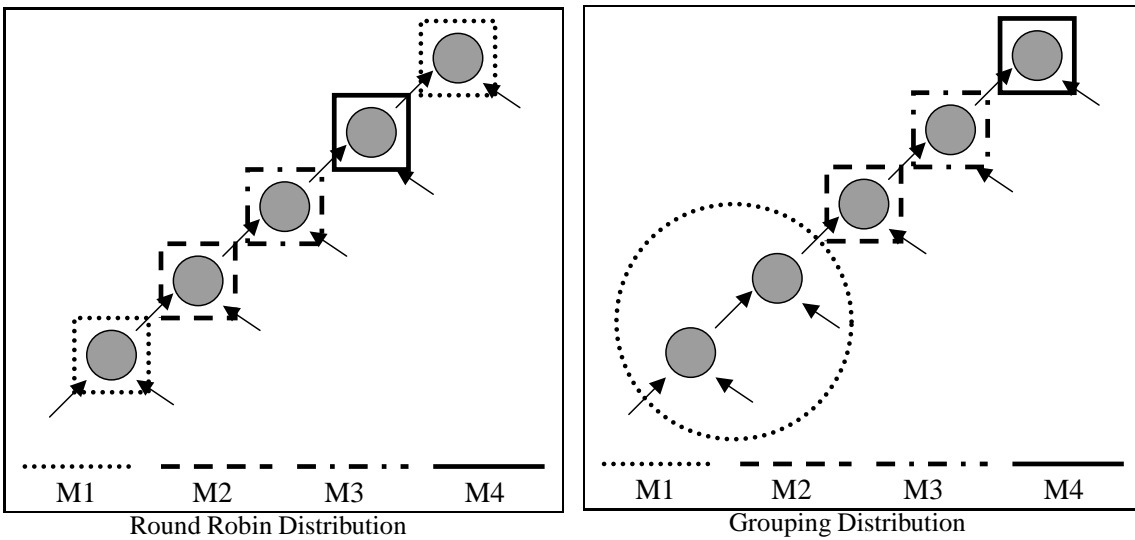 M1 M2 M3 M4
Round Robin Distribution
M1 M2 M3 M4
Grouping Distribution